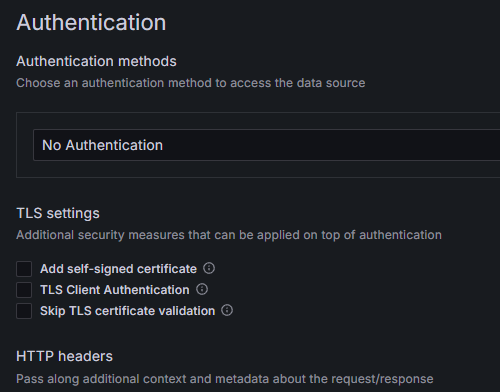 Authentication
Authentication methods
Choose an authentication method to access the data source
No Authentication
TLS settings
Additional security measures that can be applied on top of authentication
Add self-signed certificate
TLS Client Authentication
Skip TLS certificate validation
HTTP headers
Pass along additional context and metadata about the request/response